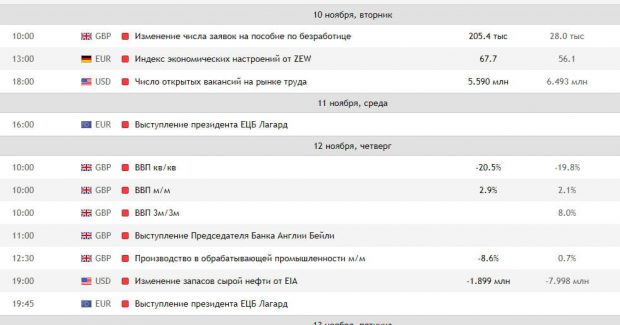 10 ноября, вторник
10:00 GBP Изменение числа заявок на пособие по безработице 205.4 тыс 28.0 тыс
13:00 EUR Индекс экономических настроений от ZEW 67.7 56.1
18:00 USD Число открытых вакансий на рынке труда 5.590 млн 6.493 млн
11 ноября, среда
16:00 EUR Выступление президента ЕЦБ Лагард
12 ноября, четверг
10:00 GBP ВВП кв/кв -20.5% -19.8%
10:00 GBP ВВП м/м 2.9% 2.1%
10:00 GBP ВВП 3м/3м 8.0%
11:00 GBP Выступление Председателя Банка Англии Бейли
12:30 GBP Производство в обрабатывающей промышленности м/м -8.6% 0.7%
19:00 USD Изменение запасов сырой нефти от EIA -1.899 млн -7.998 млн
19:45 EUR Выступление президента ЕЦБ Лагард